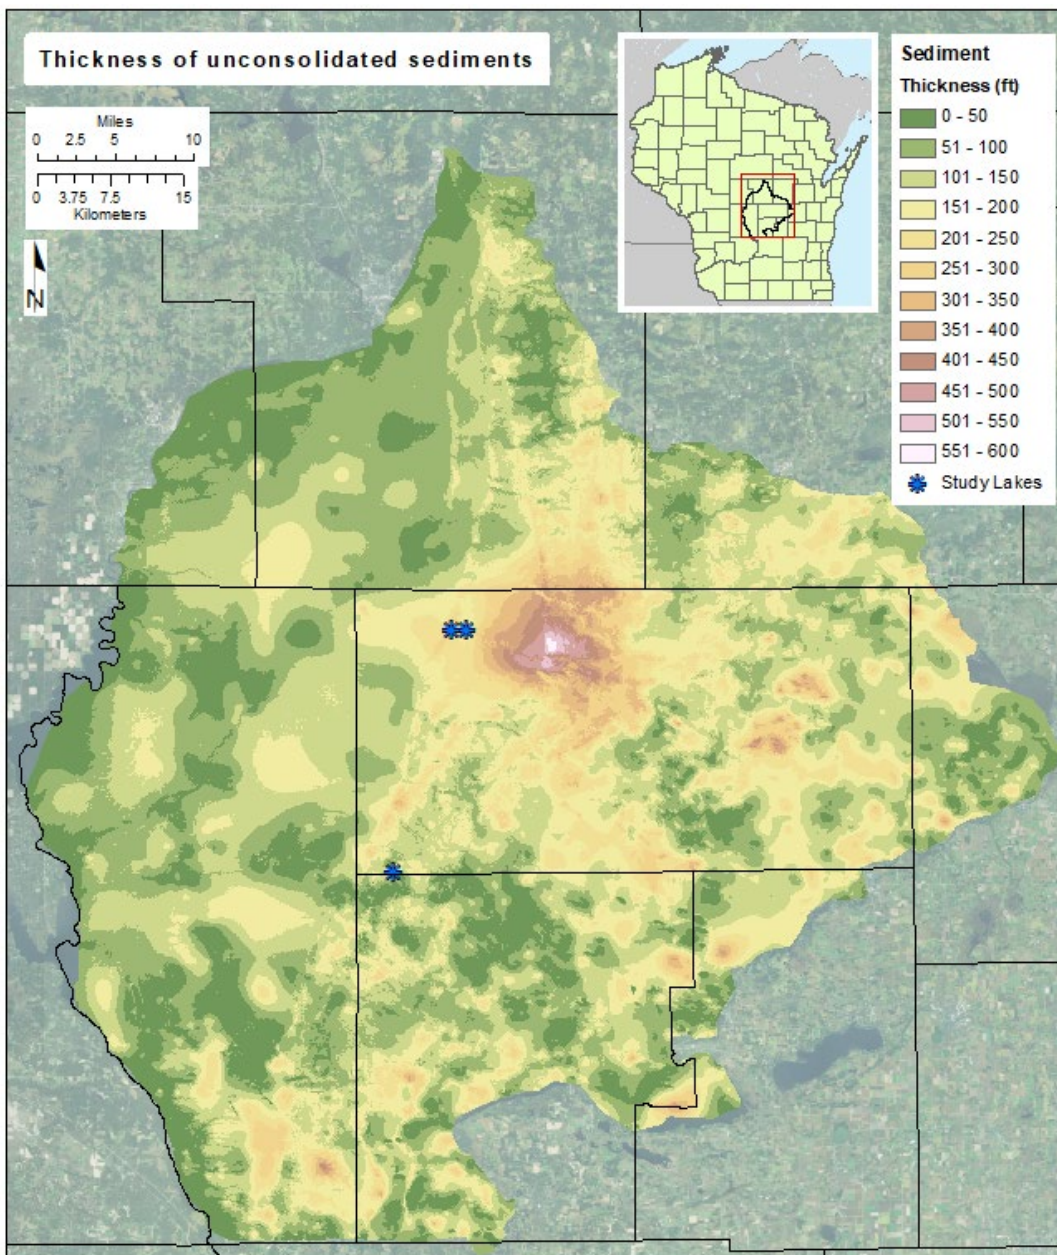 Thickness of unconsolidated sediments
Miles
0 2.5 5 10
0 3.75 7.5 15
Kilometers
N
Sediment
Thickness (ft)
0 - 50
51 - 100
101 - 150
151 - 200
201 - 250
251 - 300
301 - 350
351 - 400
401 - 450
451 - 500
501 - 550
551 - 600
Study Lakes